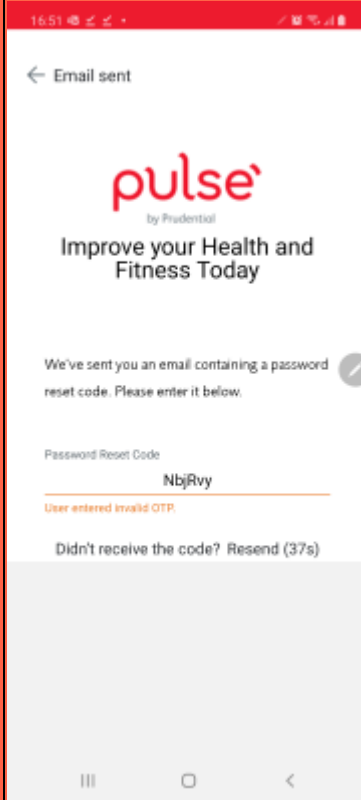 16:51
Email sent
pulse
by Prudential
Improve your Health and
Fitness Today
We've sent you an email containing a password
reset code. Please enter it below.
Password Reset Code
NbjRvy
User entered invalid OTP.
Didn't receive the code? Resend (37s)